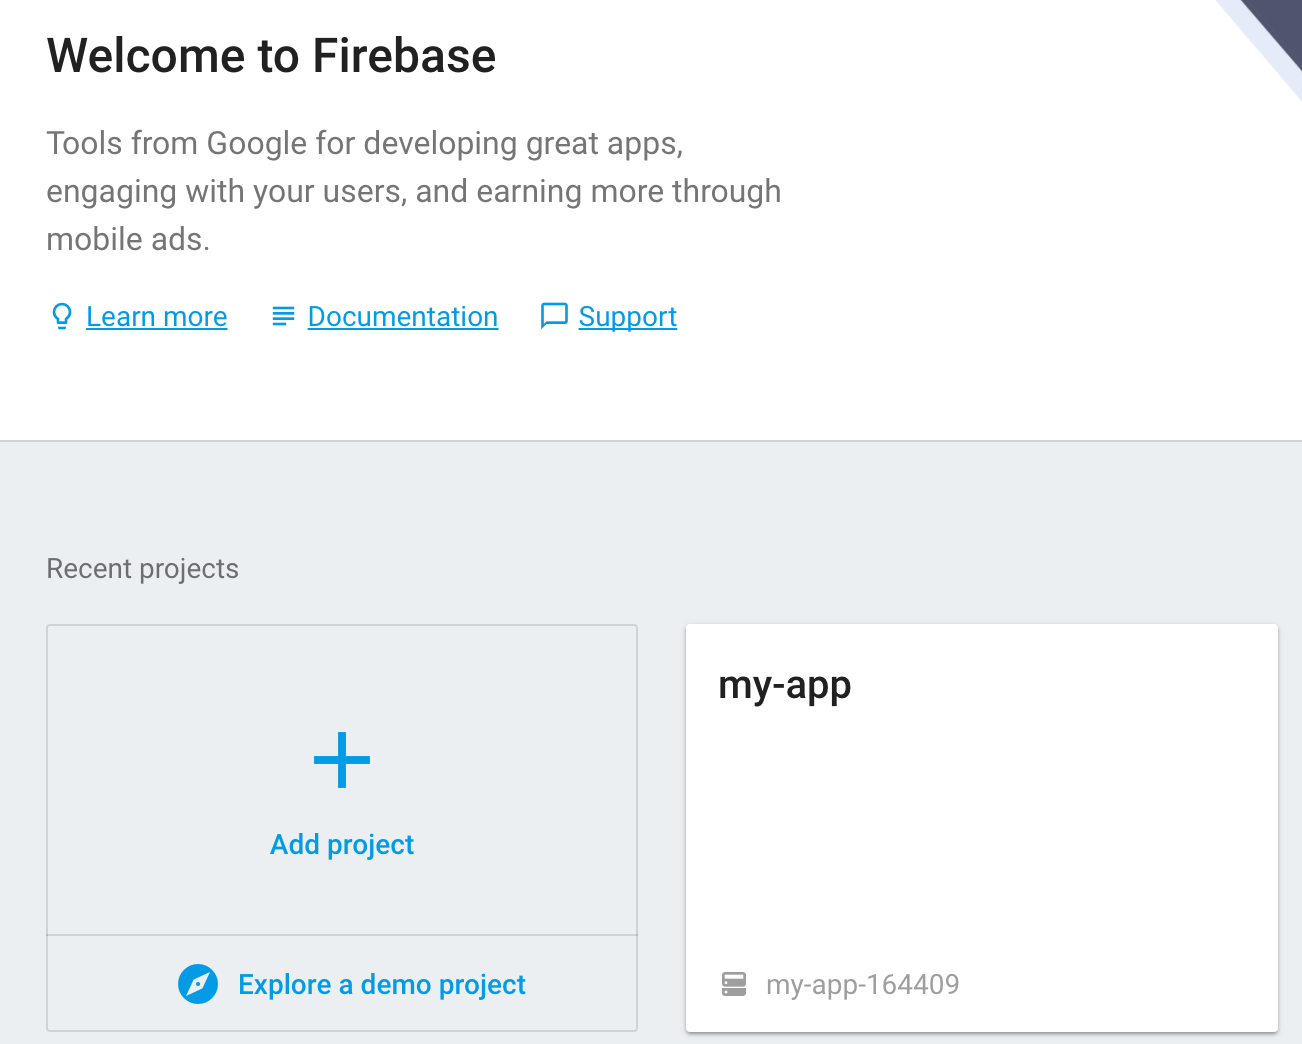 Welcome to Firebase
Tools from Google for developing great apps,
engaging with your users, and earning more through
mobile ads.
Learn more Documentation Support
Recent projects
Add project
Explore a demo project
my-app
my-app-164409